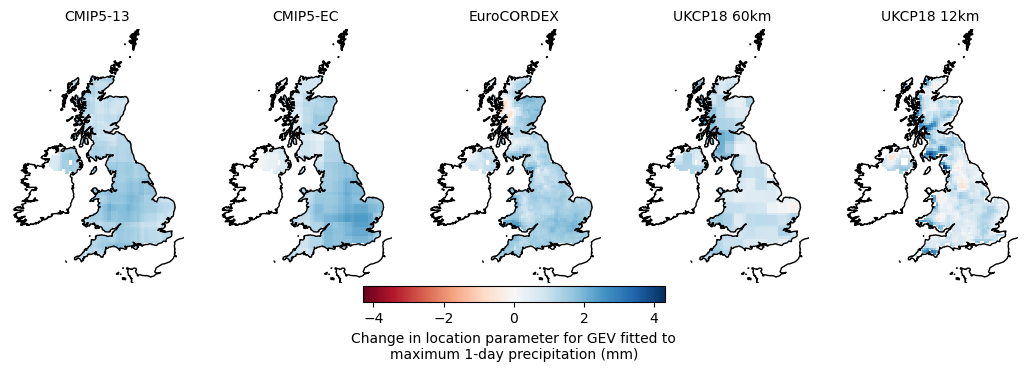 CMIP5-13 CMIP5-EC EuroCORDEX UKCP18 60km UKCP18 12km
−4 −2 0 2 4
Change in location parameter for GEV fitted to
maximum 1-day precipitation (mm)